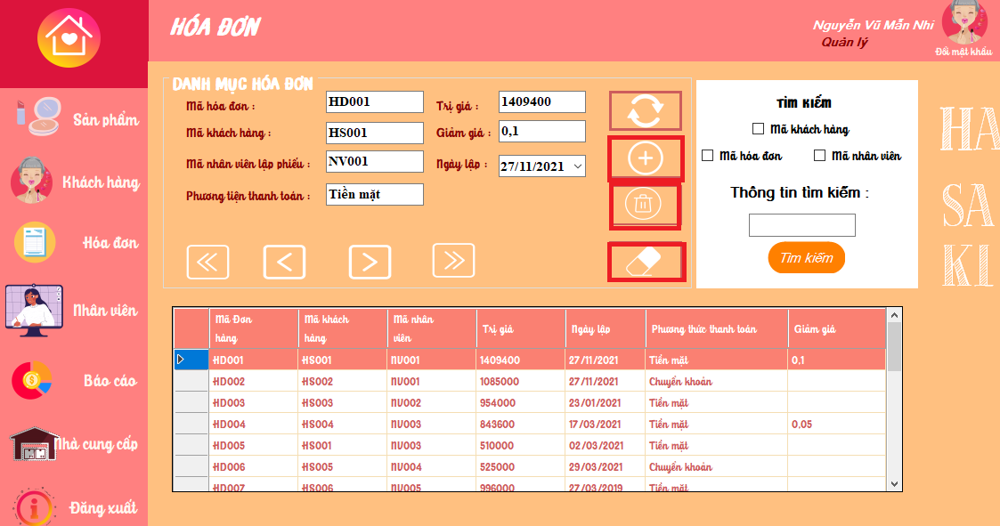 HÓA ĐƠN
Nguyễn Vũ Mẫn Nhi
Quản lý
Đổi mật khẩu
Sản phẩm
Khách hàng
Hóa đơn
Nhân viên
Báo cáo
Nhà cung cấp
Đăng xuất
DANH MỤC HÓA ĐƠN
Mã hóa đơn : HD001 Trị giá : 1409400
Mã khách hàng : HS001 Giảm giá : 0,1
Mã nhân viên lập phiếu : NV001 Ngày lập : 27/11/2021
Phương tiện thanh toán : Tiền mặt
TÌM KIẾM
Mã khách hàng
Mã hóa đơn Mã nhân viên
Thông tin tìm kiếm :
Tìm kiếm
HA
SA
KI
Mã Đơn hàng Mã khách hàng Mã nhân viên Trị giá Ngày lập Phương thức thanh toán Giảm giá
HD001 HS001 NV001 1409400 27/11/2021 Tiền mặt 0,1
HD002 HS002 NV001 1085000 27/11/2021 Chuyển khoản
HD003 HS003 NV002 954000 23/01/2021 Tiền mặt
HD004 HS004 NV003 843600 17/03/2021 Tiền mặt 0,05
HD005 HS001 NV003 510000 02/03/2021 Tiền mặt
HD006 HS005 NV004 525000 29/03/2021 Chuyển khoản
HD007 HS006 NV005 996000 27/03/2019 Tiền mặt